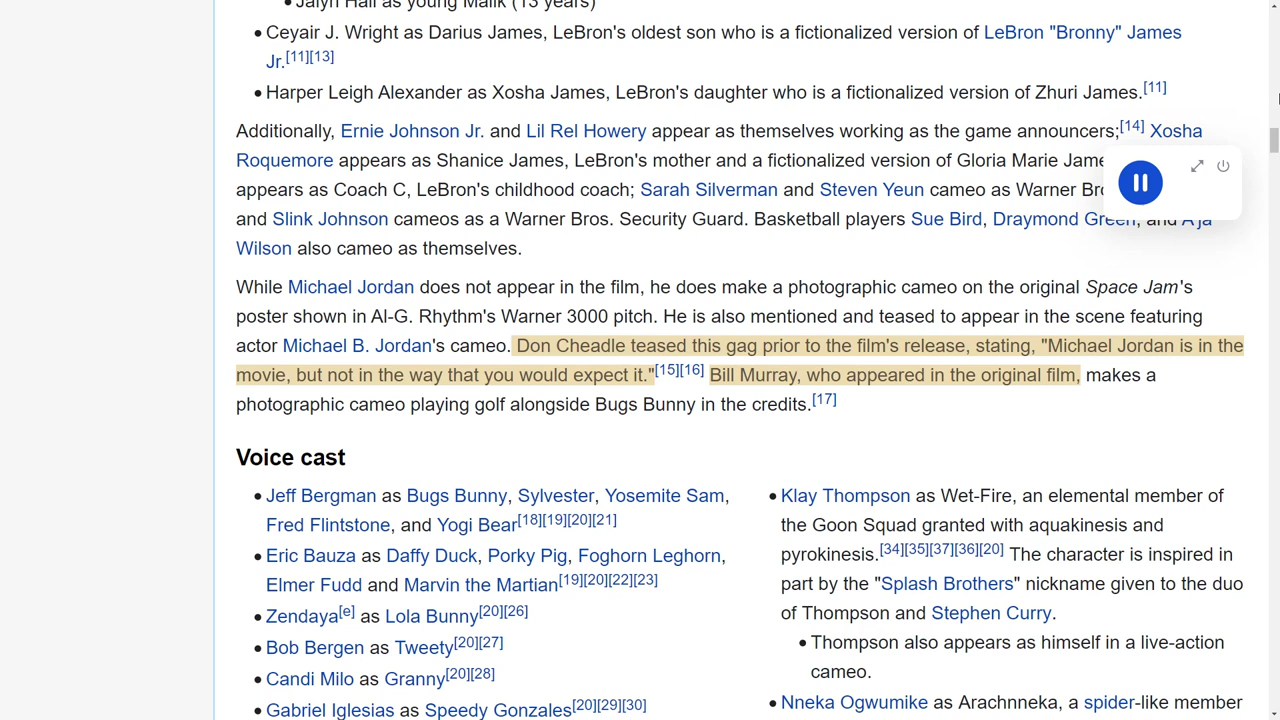 Jalyn Hall as young Malik (13 years)
Ceyair J. Wright as Darius James, LeBron's oldest son who is a fictionalized version of LeBron "Bronny" James
Jr.[11][13]
Harper Leigh Alexander as Xosha James, LeBron's daughter who is a fictionalized version of Zhuri James.[11]
Additionally, Ernie Johnson Jr. and Lil Rel Howery appear as themselves working as the game announcers;[14] Xosha
Roquemore appears as Shanice James, LeBron's mother and a fictionalized version of Gloria Marie Jame
appears as Coach C, LeBron's childhood coach; Sarah Silverman and Steven Yeun cameo as Warner Br
and Slink Johnson cameos as a Warner Bros. Security Guard. Basketball players Sue Bird, Draymond Green, and A'ja
Wilson also cameo as themselves.
While Michael Jordan does not appear in the film, he does make a photographic cameo on the original Space Jam's
poster shown in Al-G. Rhythm's Warner 3000 pitch. He is also mentioned and teased to appear in the scene featuring
actor Michael B. Jordan's cameo. Don Cheadle teased this gag prior to the film's release, stating, "Michael Jordan is in the
movie, but not in the way that you would expect it."[15][16] Bill Murray, who appeared in the original film, makes a
photographic cameo playing golf alongside Bugs Bunny in the credits.[17]
Voice cast
Jeff Bergman as Bugs Bunny, Sylvester, Yosemite Sam,
Fred Flintstone, and Yogi Bear[18][19][20][21]
Eric Bauza as Daffy Duck, Porky Pig, Foghorn Leghorn,
Elmer Fudd and Marvin the Martian[19][20][22][23]
Zendaya[e] as Lola Bunny[20][26]
Bob Bergen as Tweety[20][27]
Candi Milo as Granny[20][28]
Gabriel Iglesias as Speedy Gonzales[20][29][30]
Klay Thompson as Wet-Fire, an elemental member of
the Goon Squad granted with aquakinesis and
pyrokinesis.[34][35][37][36][20] The character is inspired in
part by the "Splash Brothers" nickname given to the duo
of Thompson and Stephen Curry.
Thompson also appears as himself in a live-action
cameo.
Nneka Ogwumike as Arachnneka, a spider-like member